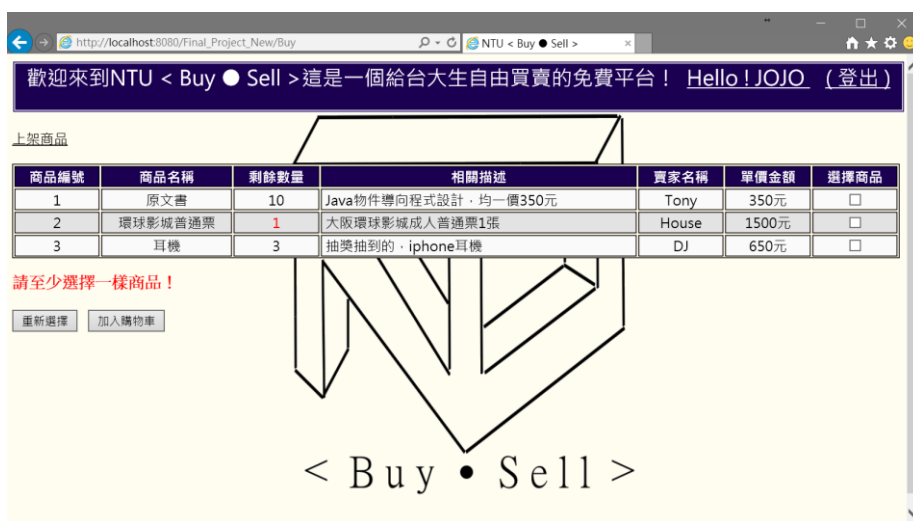 http://localhost:8080/Final_Project_New/Buy
NTU < Buy ● Sell >
歡迎來到NTU < Buy ● Sell >這是一個給台大生自由買賣的免費平台！ Hello ! JOJO （登出）
上架商品
商品編號 商品名稱 剩餘數量 相關描述 賣家名稱 單價金額 選擇商品
1 原文書 10 Java物件導向程式設計，均一價350元 Tony 350元
2 環球影城普通票 1 大阪環球影城成人普通票1張 House 1500元
3 耳機 3 抽獎抽到的，iphone耳機 DJ 650元
請至少選擇一樣商品！
重新選擇 加入購物車
< Buy • Sell >